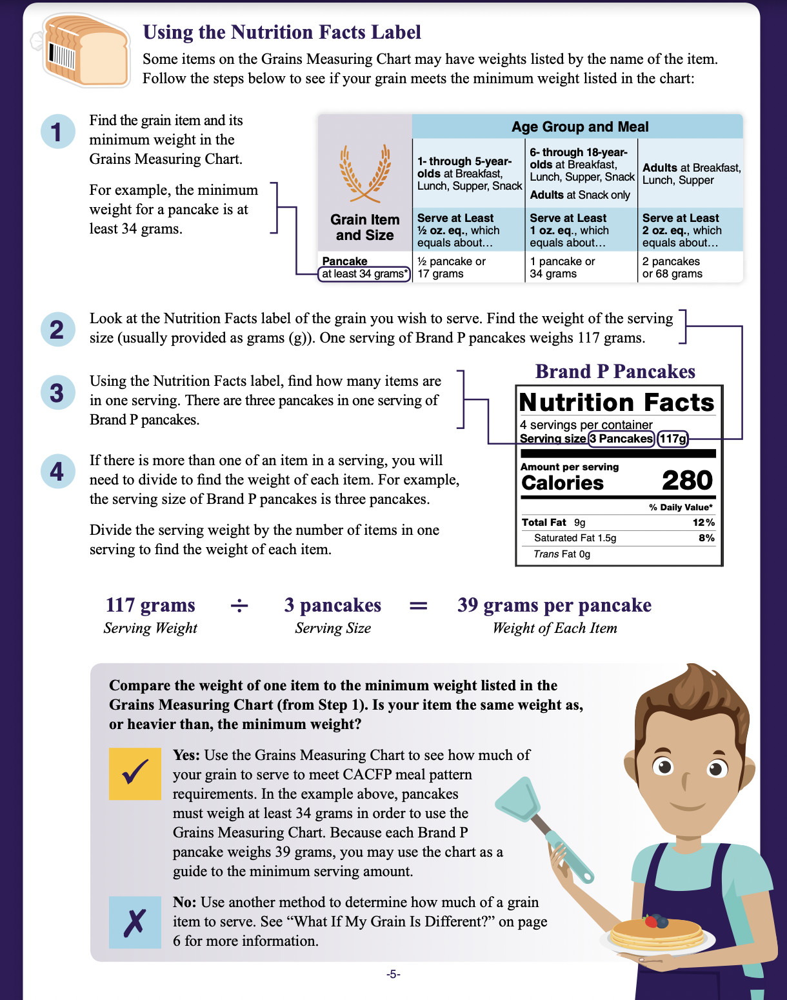 Using the Nutrition Facts Label
Some items on the Grains Measuring Chart may have weights listed by the name of the item.
Follow the steps below to see if your grain meets the minimum weight listed in the chart:
1
Find the grain item and its
minimum weight in the
Grains Measuring Chart.
For example, the minimum
weight for a pancake is at
least 34 grams.
Grain Item
and Size
Age Group and Meal
1- through 5-year-
olds at Breakfast,
Lunch, Supper, Snack
6- through 18-year-
olds at Breakfast,
Lunch, Supper, Snack
Adults at Snack only
Adults at Breakfast,
Lunch, Supper
Serve at Least
½ oz. eq., which
equals about…
Serve at Least
1 oz. eq., which
equals about…
Serve at Least
2 oz. eq., which
equals about…
Pancake
at least 34 grams*
½ pancake or
17 grams
1 pancake or
34 grams
2 pancakes
or 68 grams
2
Look at the Nutrition Facts label of the grain you wish to serve. Find the weight of the serving
size (usually provided as grams (g)). One serving of Brand P pancakes weighs 117 grams.
3
Using the Nutrition Facts label, find how many items are
in one serving. There are three pancakes in one serving of
Brand P pancakes.
4
If there is more than one of an item in a serving, you will
need to divide to find the weight of each item. For example,
the serving size of Brand P pancakes is three pancakes.
Divide the serving weight by the number of items in one
serving to find the weight of each item.
Brand P Pancakes
Nutrition Facts
4 servings per container
Serving size 3 Pancakes 117g
Amount per serving
Calories 280
% Daily Value*
Total Fat 9g 12%
Saturated Fat 1.5g 8%
Trans Fat 0g
117 grams ÷ 3 pancakes = 39 grams per pancake
Serving Weight Serving Size Weight of Each Item
Compare the weight of one item to the minimum weight listed in the
Grains Measuring Chart (from Step 1). Is your item the same weight as,
or heavier than, the minimum weight?
Yes: Use the Grains Measuring Chart to see how much of
your grain to serve to meet CACFP meal pattern
requirements. In the example above, pancakes
must weigh at least 34 grams in order to use the
Grains Measuring Chart. Because each Brand P
pancake weighs 39 grams, you may use the chart as a
guide to the minimum serving amount.
No: Use another method to determine how much of a grain
item to serve. See “What If My Grain Is Different?” on page
6 for more information.
-5-